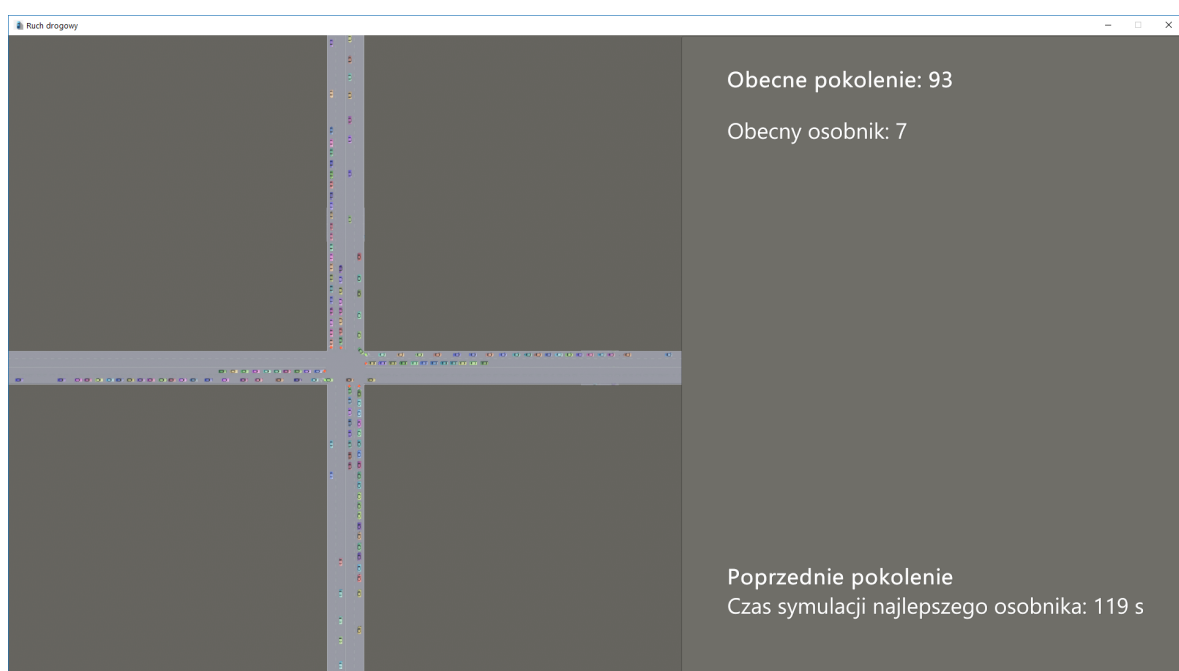 Ruch drogowy
Obecne pokolenie: 93
Obecny osobnik: 7
Poprzednie pokolenie
Czas symulacji najlepszego osobnika: 119 s